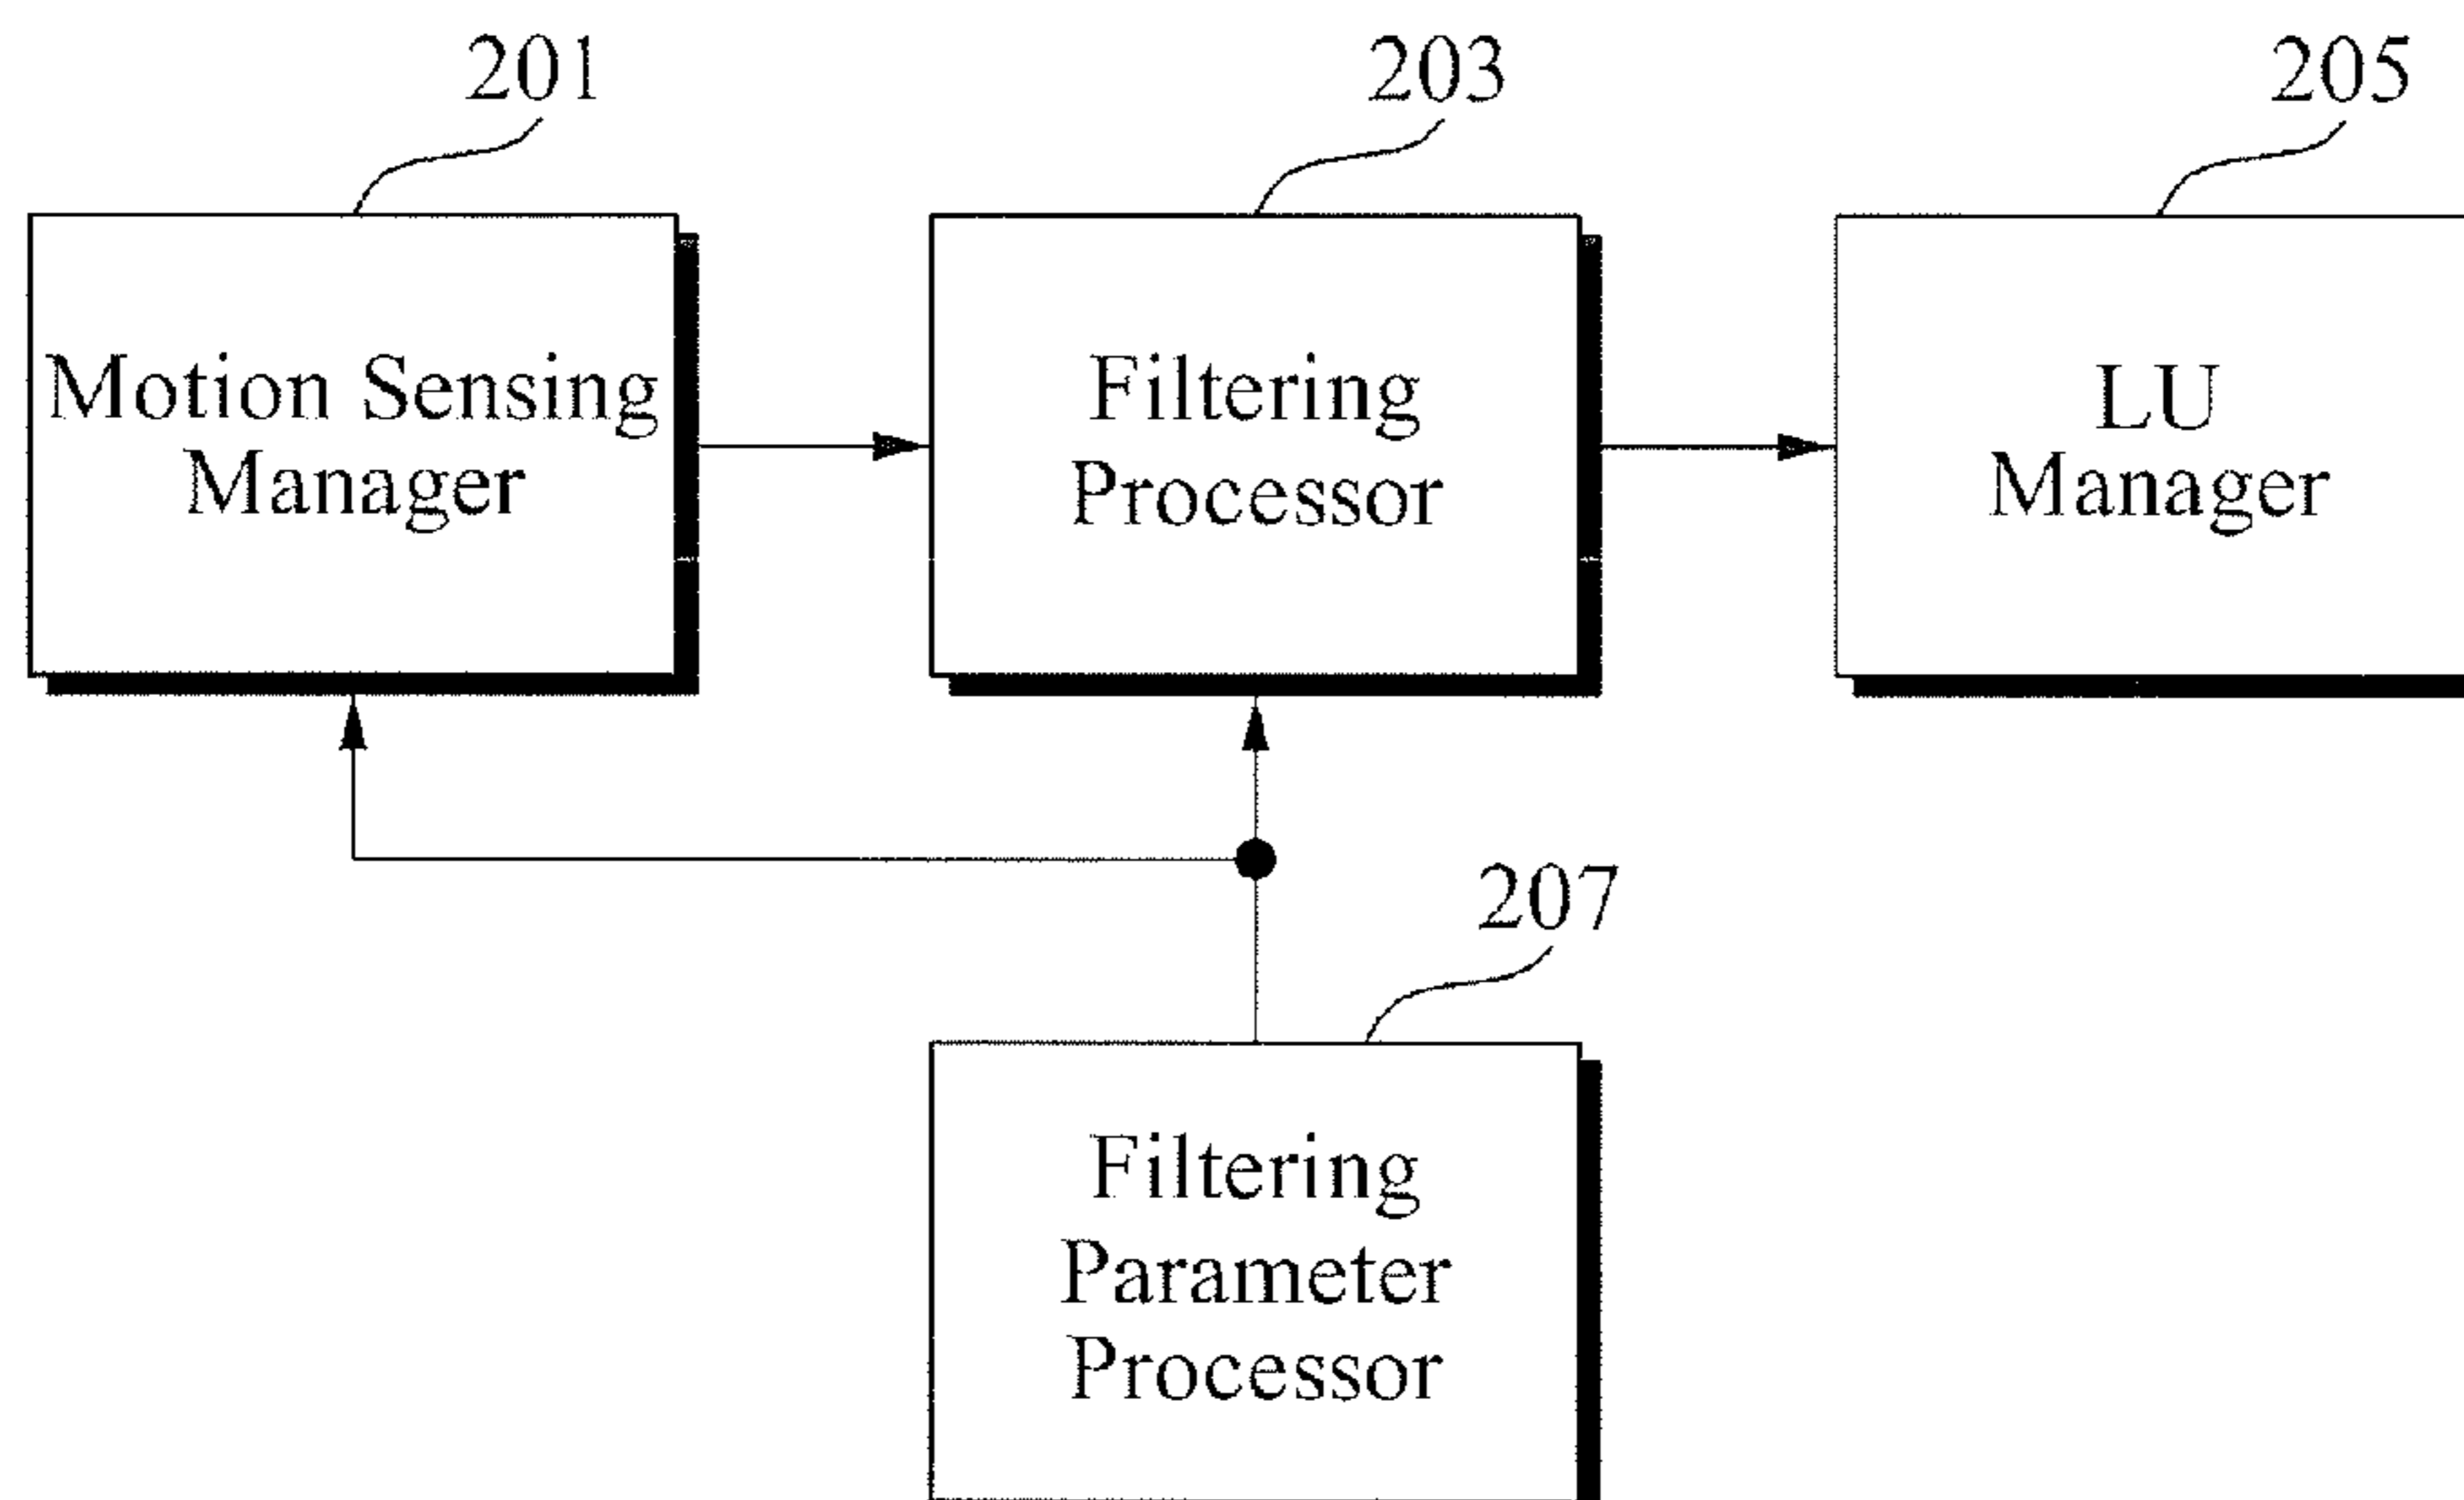 201
203
205
Motion Sensing
Manager
Filtering
Processor
LU
Manager
207
Filtering
Parameter
Processor